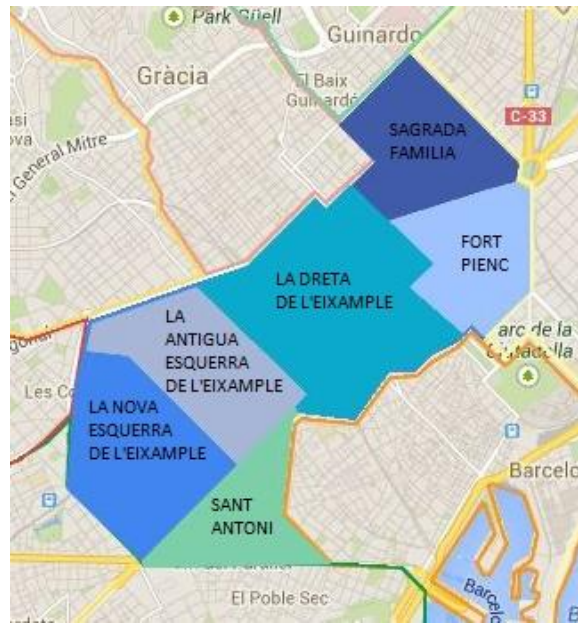 Park Güell
Guinardó
Gràcia
El Baix
Guinardó
General Mitre
C-33
SAGRADA
FAMILIA
FORT
PIENC
LA DRETA
DE L'EIXAMPLE
LA
ANTIGUA
ESQUERRA
DE L'EIXAMPLE
arc de la
Les Co
LA NOVA
ESQUERRA
DE L'EIXAMPLE
SANT
ANTONI
Barcelo
El Poble Sec
Barcelo